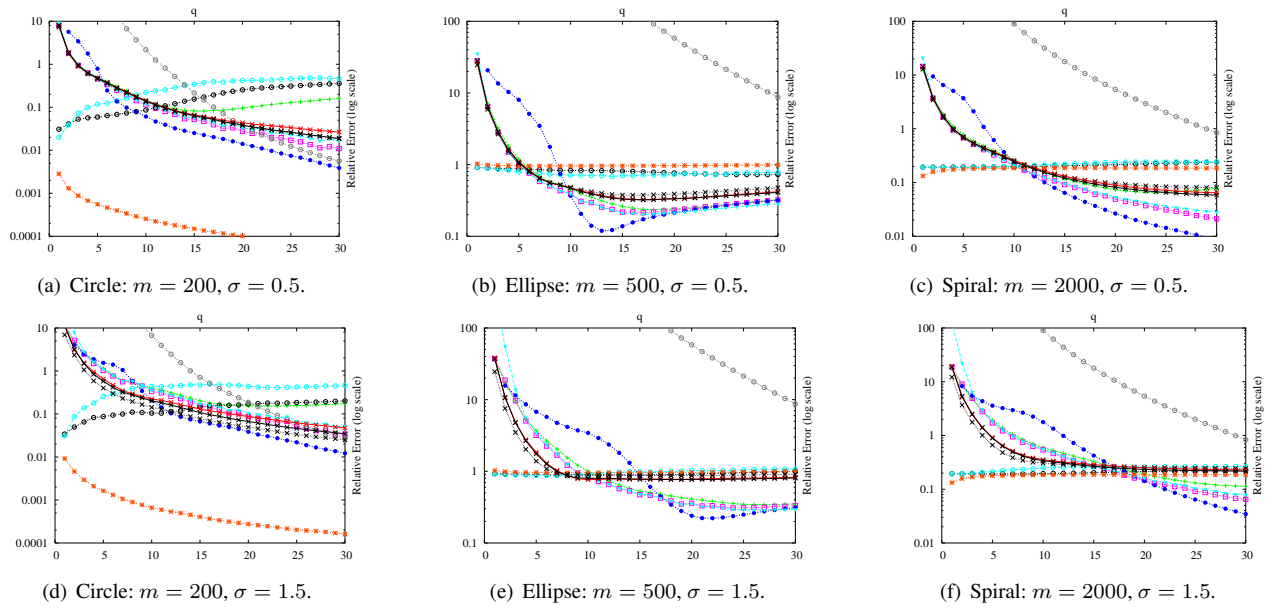 q
q
q
10
1
0.1
0.01
0.001
0.0001
0 5 10 15 20 25 30
Relative Error (log scale)
100
10
1
0.1
0 5 10 15 20 25 30
Relative Error (log scale)
100
10
1
0.1
0.01
0 5 10 15 20 25 30
Relative Error (log scale)
(a) Circle: m = 200, σ = 0.5.
(b) Ellipse: m = 500, σ = 0.5.
(c) Spiral: m = 2000, σ = 0.5.
q
q
q
10
1
0.1
0.01
0.001
0.0001
0 5 10 15 20 25 30
Relative Error (log scale)
100
10
1
0.1
0 5 10 15 20 25 30
Relative Error (log scale)
100
10
1
0.1
0.01
0 5 10 15 20 25 30
Relative Error (log scale)
(d) Circle: m = 200, σ = 1.5.
(e) Ellipse: m = 500, σ = 1.5.
(f) Spiral: m = 2000, σ = 1.5.